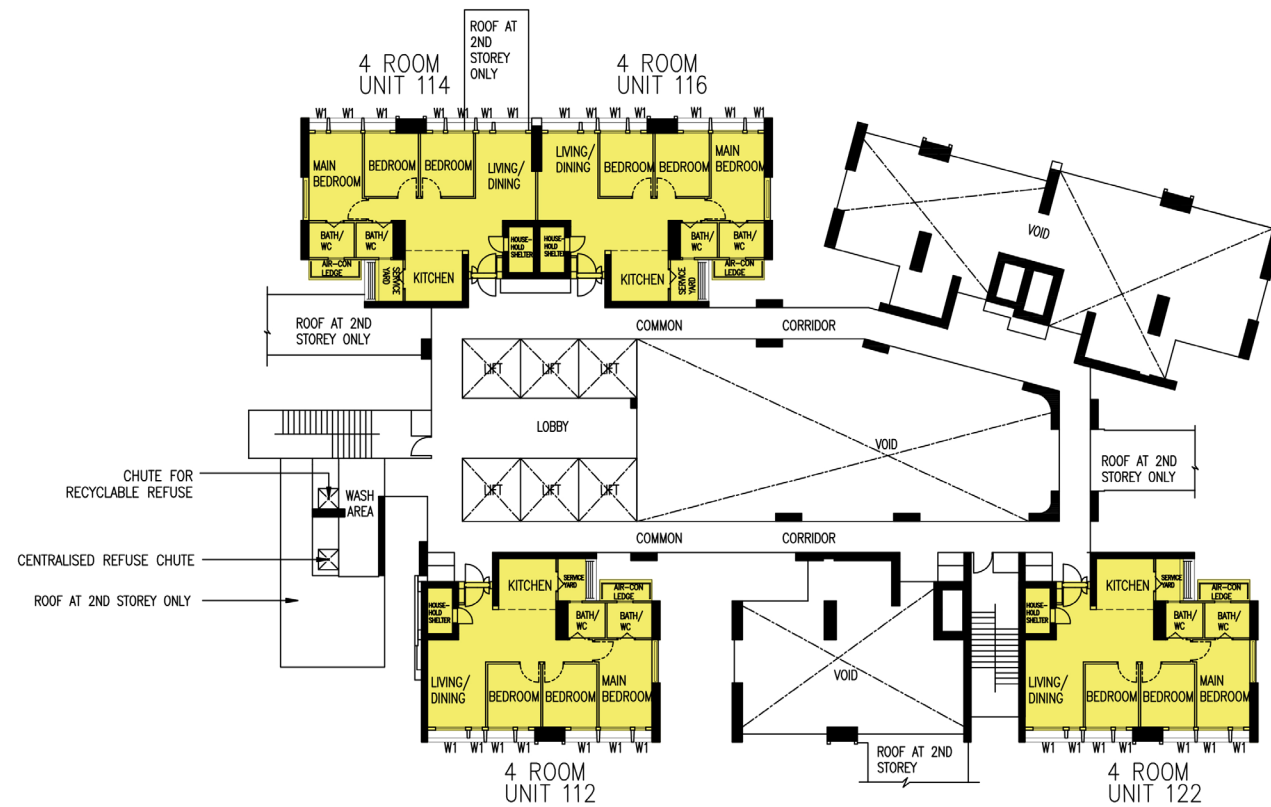 ROOF AT
2ND
STOREY
ONLY
4 ROOM
UNIT 114
4 ROOM
UNIT 116
W1 W1 W1 W1 W1 W1 W1 W1 W1 W1 W1 W1
MAIN
BEDROOM
BEDROOM
BEDROOM
LIVING/
DINING
LIVING/
DINING
BEDROOM
BEDROOM
MAIN
BEDROOM
BATH/
WC
BATH/
WC
AIR-CON
LEDGE
SERVICE
YARD
KITCHEN
HOUSE-
HOLD
SHELTER
HOUSE-
HOLD
SHELTER
KITCHEN
SERVICE
YARD
BATH/
WC
BATH/
WC
AIR-CON
LEDGE
VOID
ROOF AT 2ND
STOREY ONLY
COMMON CORRIDOR
LIFT LIFT LIFT
LOBBY
VOID
LIFT LIFT LIFT
ROOF AT 2ND
STOREY ONLY
CHUTE FOR
RECYCLABLE REFUSE
WASH
AREA
CENTRALISED REFUSE CHUTE
ROOF AT 2ND STOREY ONLY
COMMON CORRIDOR
KITCHEN
SERVICE
YARD
AIR-CON
LEDGE
HOUSE-
HOLD
SHELTER
BATH/
WC
BATH/
WC
LIVING/
DINING
BEDROOM
BEDROOM
MAIN
BEDROOM
W1 W1 W1 W1 W1 W1
4 ROOM
UNIT 112
VOID
ROOF AT 2ND
STOREY
KITCHEN
SERVICE
YARD
AIR-CON
LEDGE
HOUSE-
HOLD
SHELTER
BATH/
WC
BATH/
WC
LIVING/
DINING
BEDROOM
BEDROOM
MAIN
BEDROOM
W1 W1 W1 W1 W1 W1
4 ROOM
UNIT 122